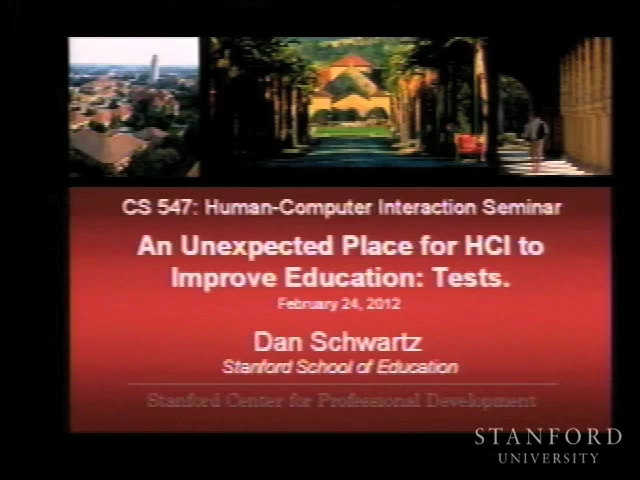 CS 547: Human-Computer Interaction Seminar
An Unexpected Place for HCI to
Improve Education: Tests.
February 24, 2012
Dan Schwartz
Stanford School of Education
Stanford Center for Professional Development
STANFORD
UNIVERSITY